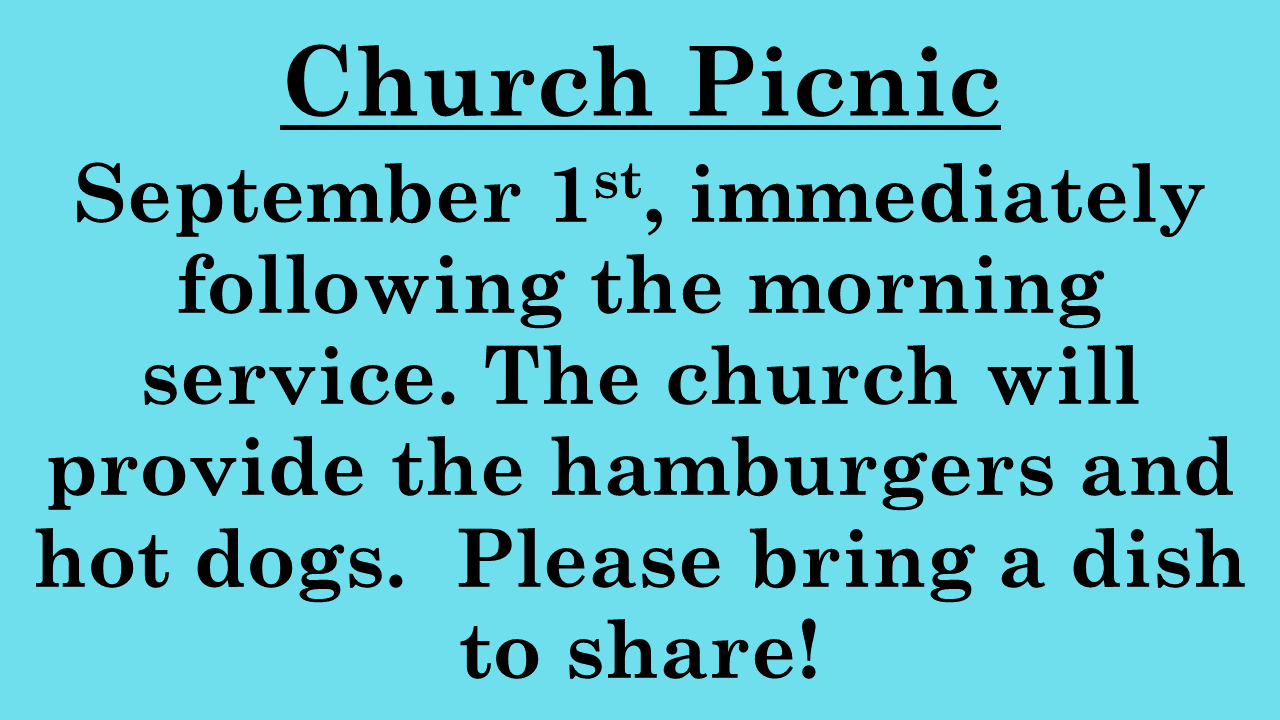 Church Picnic
September 1st, immediately
following the morning
service. The church will
provide the hamburgers and
hot dogs.  Please bring a dish
to share!